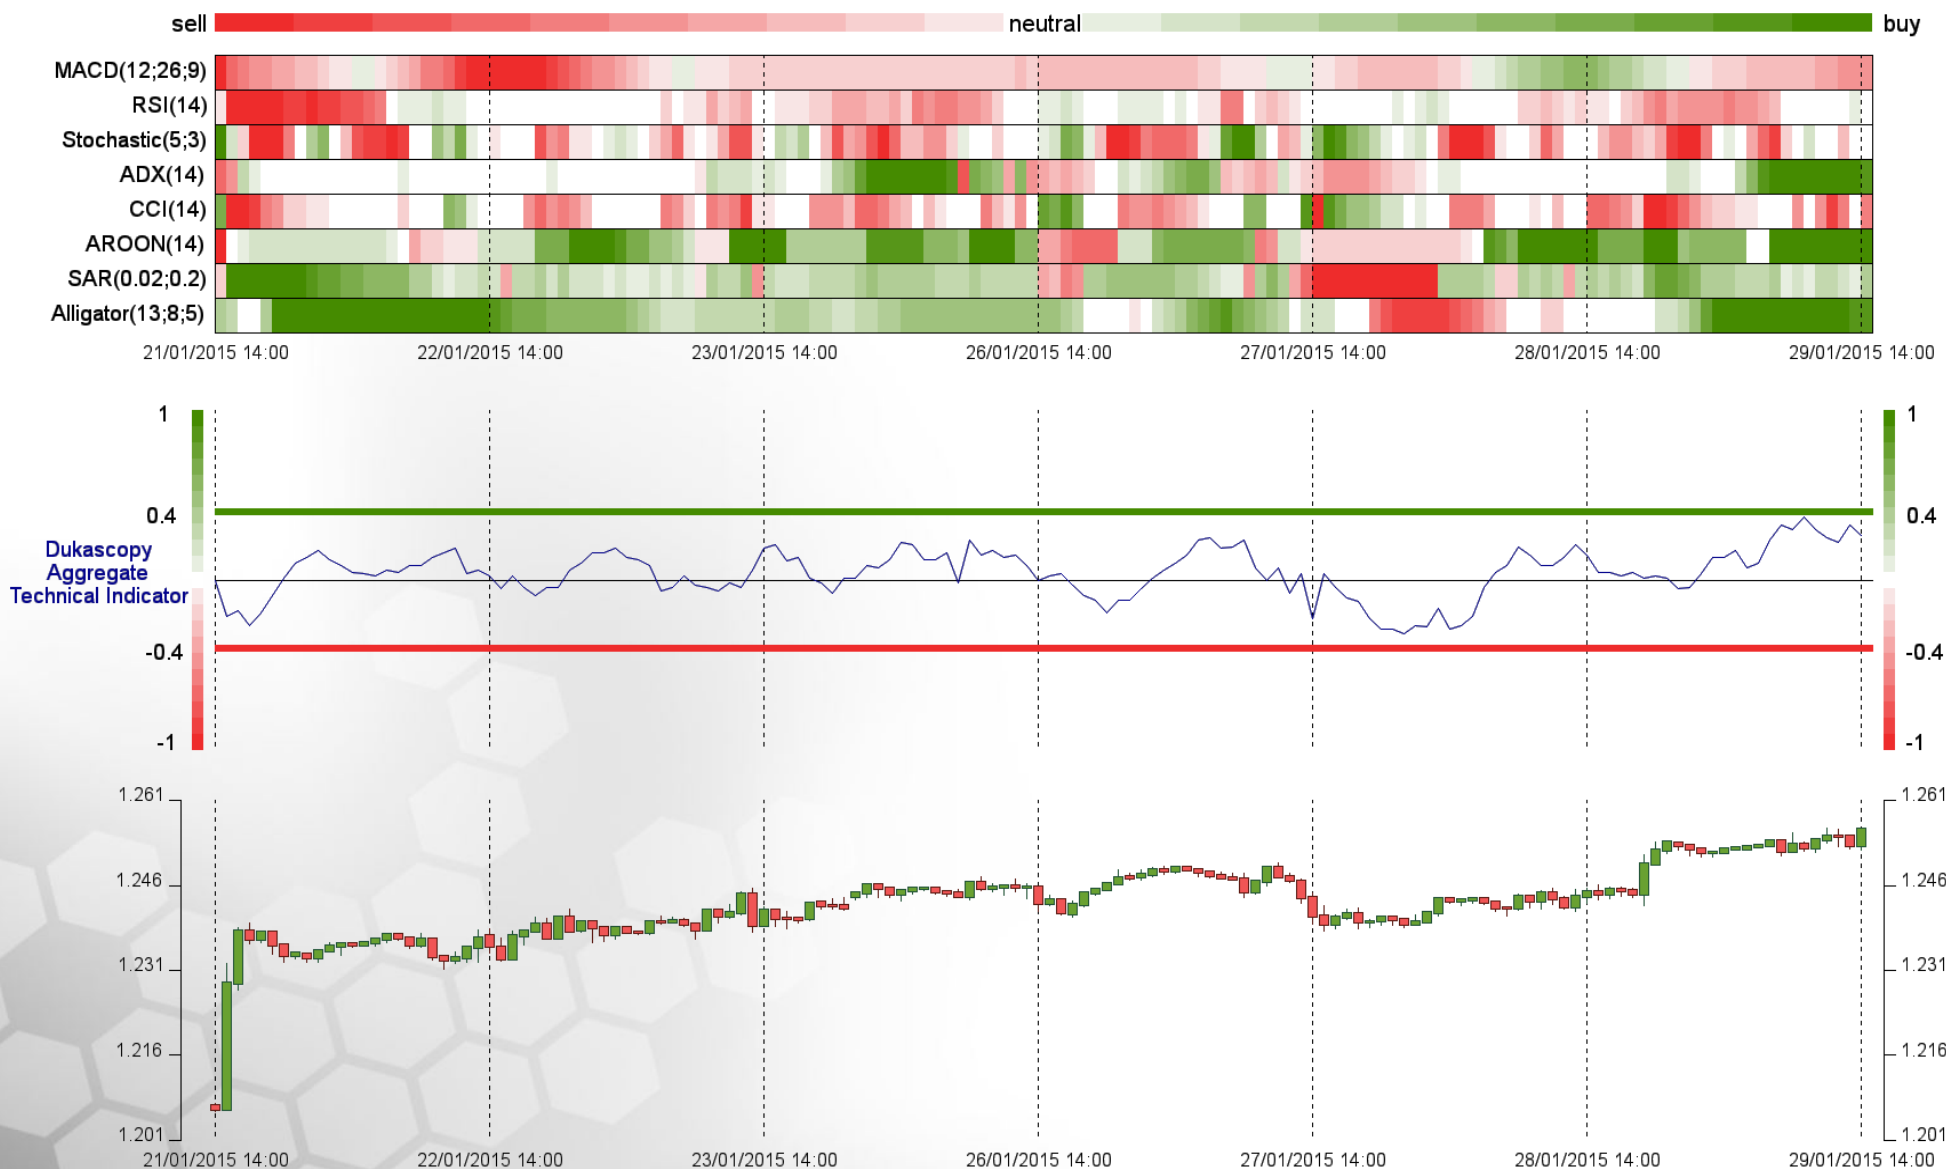 sell neutral buy
MACD(12;26;9)
RSI(14)
Stochastic(5;3)
ADX(14)
CCI(14)
AROON(14)
SAR(0.02;0.2)
Alligator(13;8;5)
21/01/2015 14:00 22/01/2015 14:00 23/01/2015 14:00 26/01/2015 14:00 27/01/2015 14:00 28/01/2015 14:00 29/01/2015 14:00
1 1
0.4 0.4
Dukascopy
Aggregate
Technical Indicator
-0.4 -0.4
-1 -1
1.261 1.261
1.246 1.246
1.231 1.231
1.216 1.216
1.201 1.201
21/01/2015 14:00 22/01/2015 14:00 23/01/2015 14:00 26/01/2015 14:00 27/01/2015 14:00 28/01/2015 14:00 29/01/2015 14:00